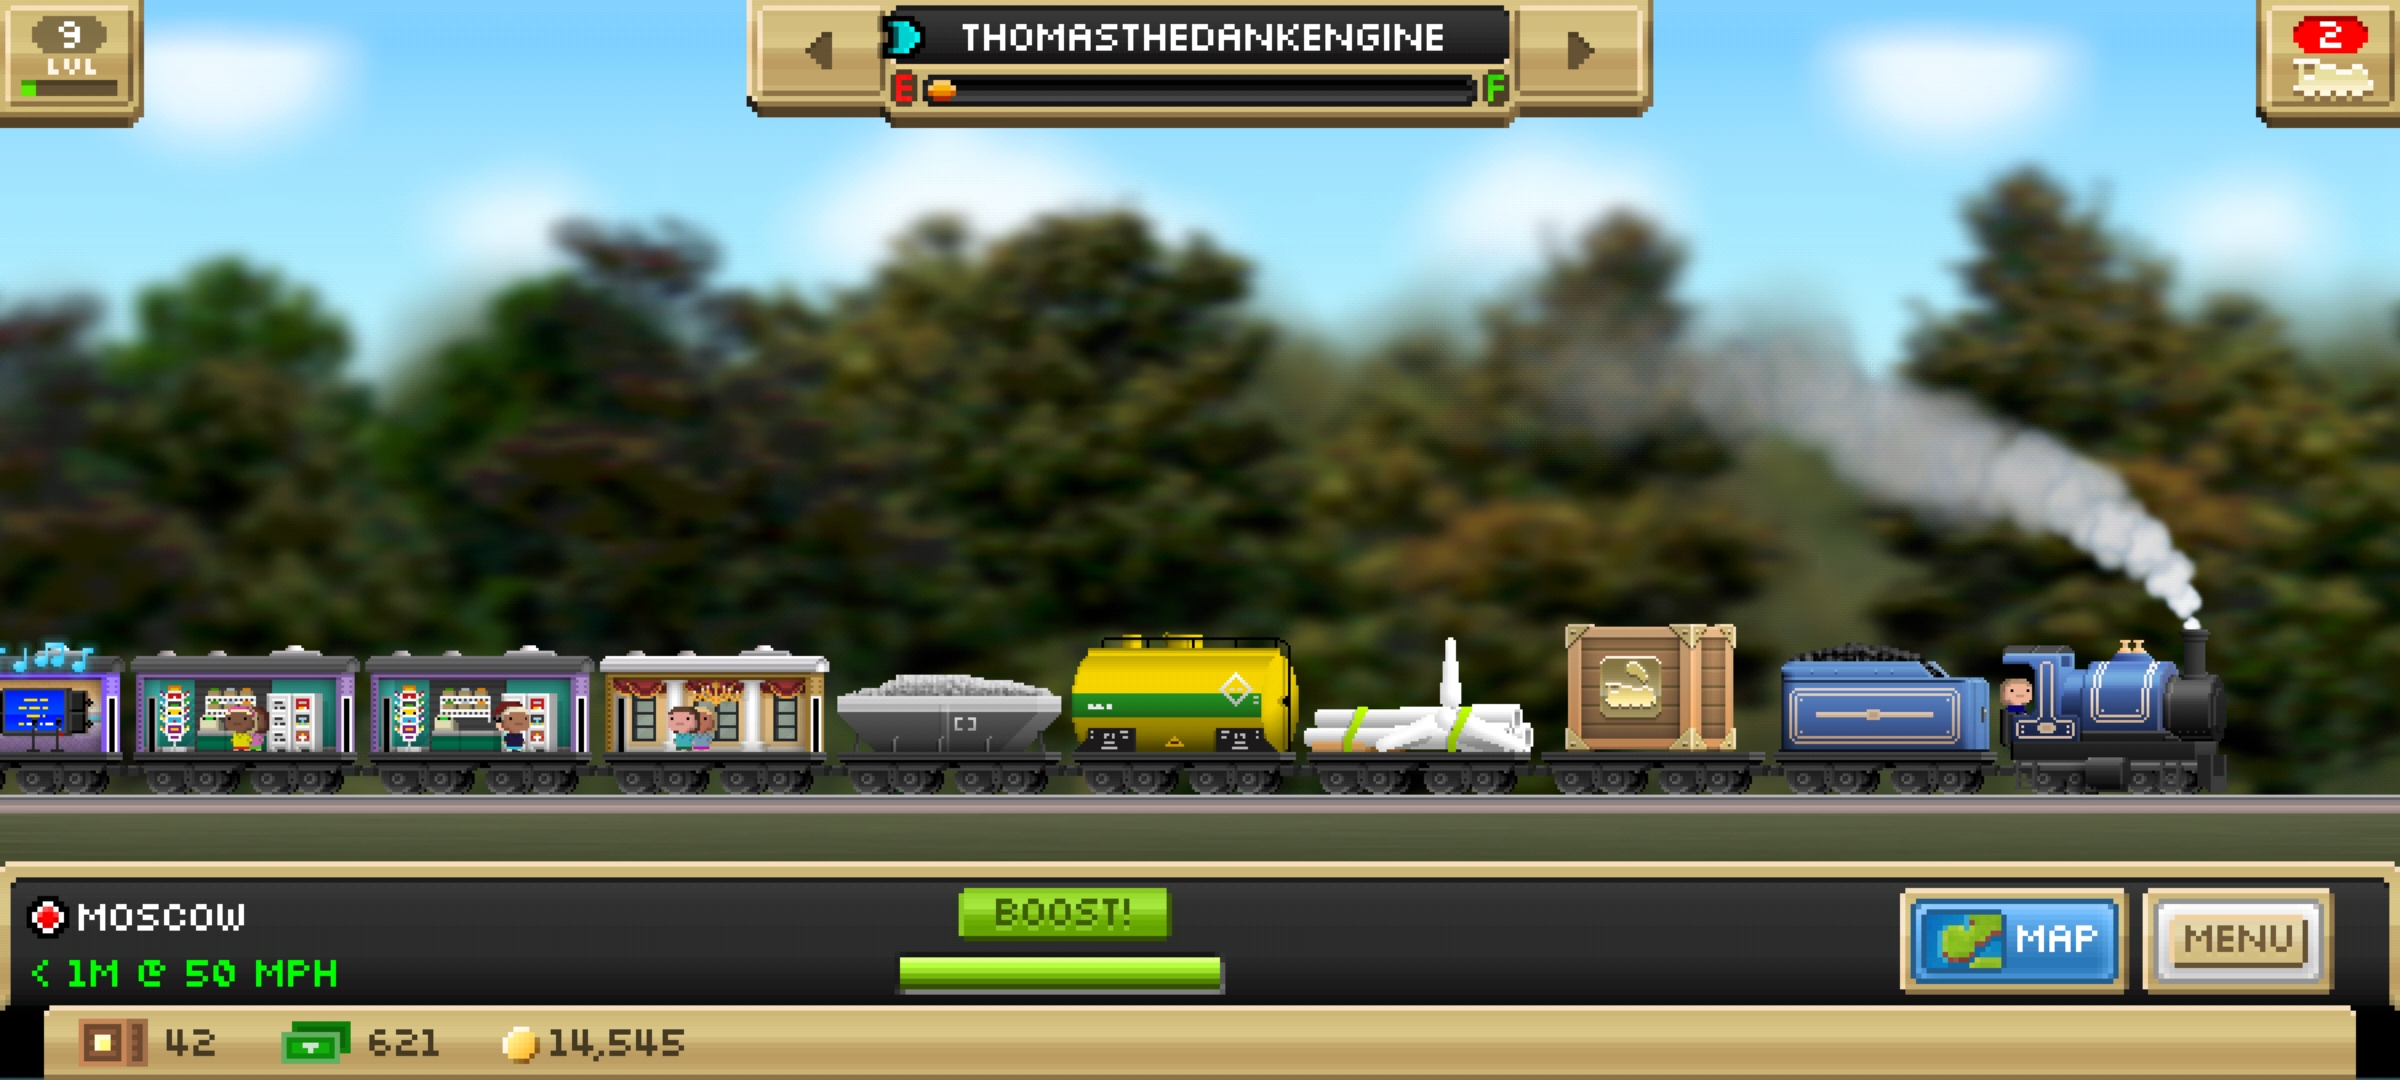 9
LVL
THOMASTHEDANKENGINE
E
F
2
MOSCOW
< 1M @ 50 MPH
BOOST!
MAP
MENU
42
621
14,545